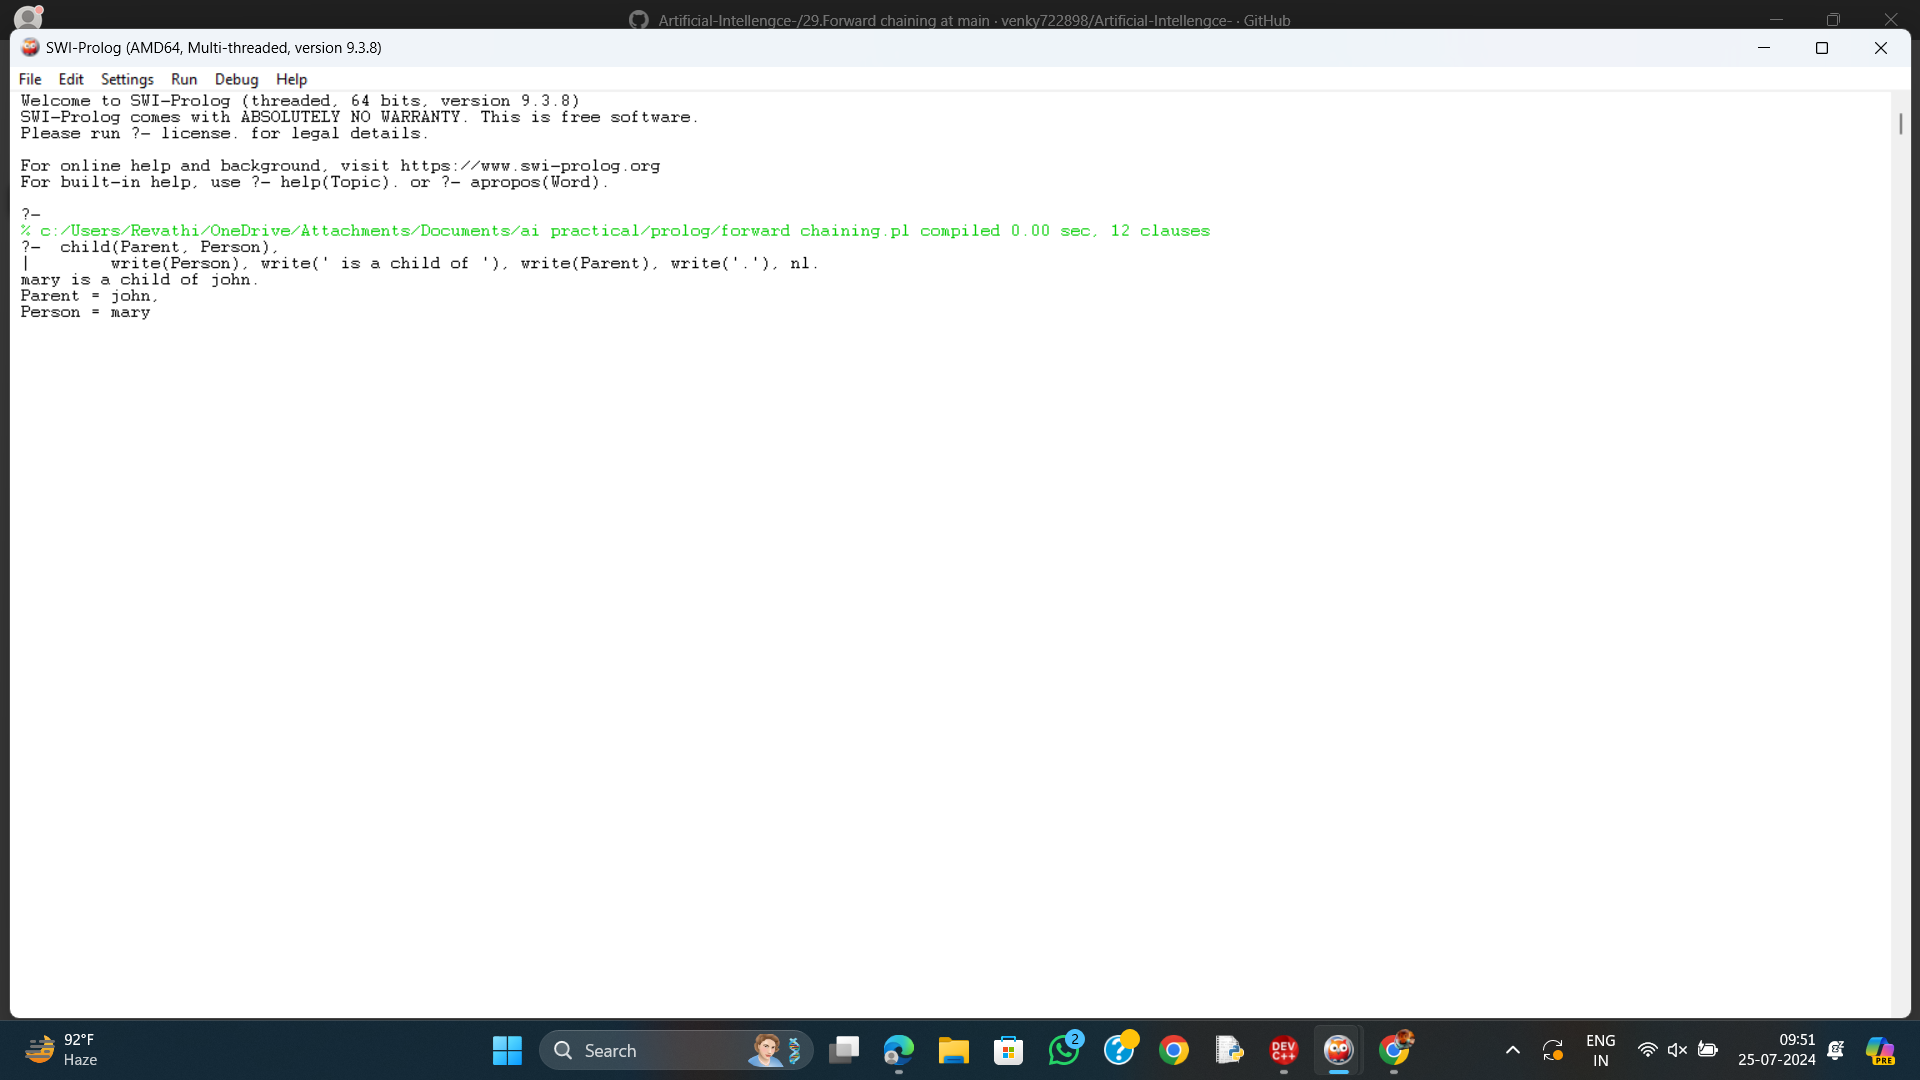 Artificial-Intellengce-/29.Forward chaining at main · venky722898/Artificial-Intellengce- · GitHub
SWI-Prolog (AMD64, Multi-threaded, version 9.3.8)
File Edit Settings Run Debug Help
Welcome to SWI-Prolog (threaded, 64 bits, version 9.3.8)
SWI-Prolog comes with ABSOLUTELY NO WARRANTY. This is free software.
Please run ?- license. for legal details.
For online help and background, visit https://www.swi-prolog.org
For built-in help, use ?- help(Topic). or ?- apropos(Word).
?-
% c:/Users/Revathi/OneDrive/Attachments/Documents/ai practical/prolog/forward chaining.pl compiled 0.00 sec, 12 clauses
?-  child(Parent, Person),
|        write(Person), write(' is a child of '), write(Parent), write('.'), nl.
mary is a child of john.
Parent = john,
Person = mary
92°F
Haze
Search
2
DEV
C++
ENG
IN
09:51
25-07-2024
PRE